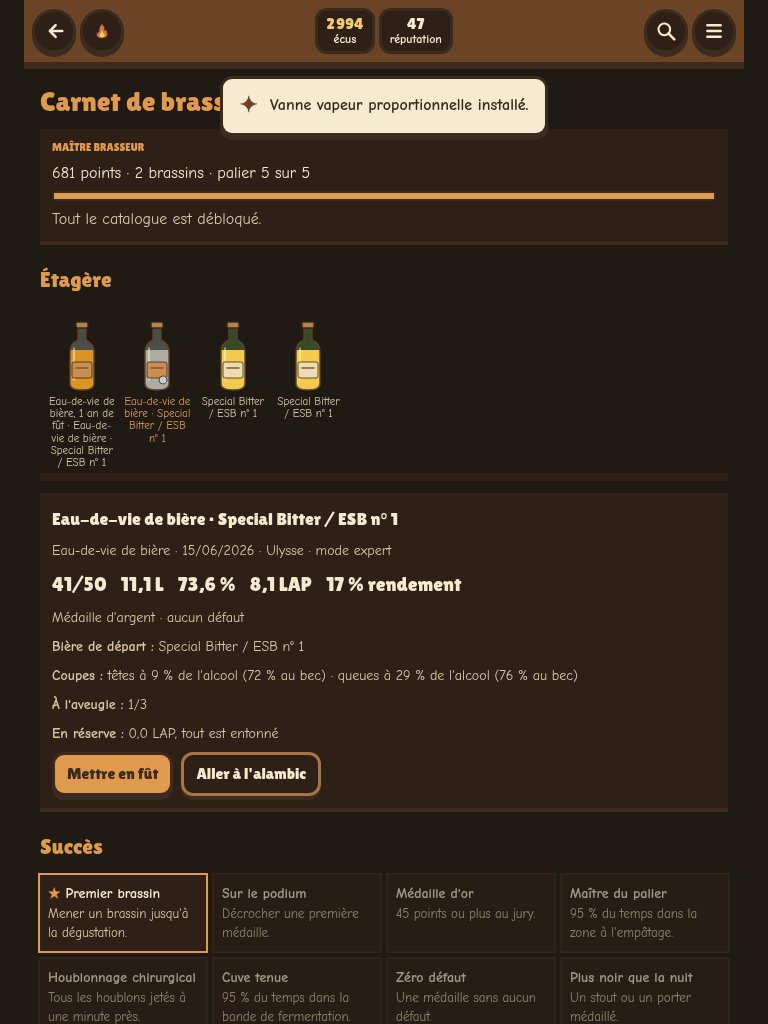 2 994
écus
47
réputation
Carnet de brass
Vanne vapeur proportionnelle installé.
MAÎTRE BRASSEUR
681 points · 2 brassins · palier 5 sur 5
Tout le catalogue est débloqué.
Étagère
Eau-de-vie de
bière, 1 an de
fût · Eau-de-
vie de bière ·
Special Bitter
/ ESB n° 1
Eau-de-vie de
bière · Special
Bitter / ESB
n° 1
Special Bitter
/ ESB n° 1
Special Bitter
/ ESB n° 1
Eau-de-vie de bière · Special Bitter / ESB n° 1
Eau-de-vie de bière · 15/06/2026 · Ulysse · mode expert
41/50 11,1 L 73,6 % 8,1 LAP 17 % rendement
Médaille d'argent · aucun défaut
Bière de départ : Special Bitter / ESB n° 1
Coupes : têtes à 9 % de l'alcool (72 % au bec) · queues à 29 % de l'alcool (76 % au bec)
À l'aveugle : 1/3
En réserve : 0,0 LAP, tout est entonné
Mettre en fût
Aller à l'alambic
Succès
★ Premier brassin
Mener un brassin jusqu'à
la dégustation.
Sur le podium
Décrocher une première
médaille.
Médaille d'or
45 points ou plus au jury.
Maître du palier
95 % du temps dans la
zone à l'empâtage.
Houblonnage chirurgical
Tous les houblons jetés à
une minute près.
Cuve tenue
95 % du temps dans la
bande de fermentation.
Zéro défaut
Une médaille sans aucun
défaut.
Plus noir que la nuit
Un stout ou un porter
médaillé.